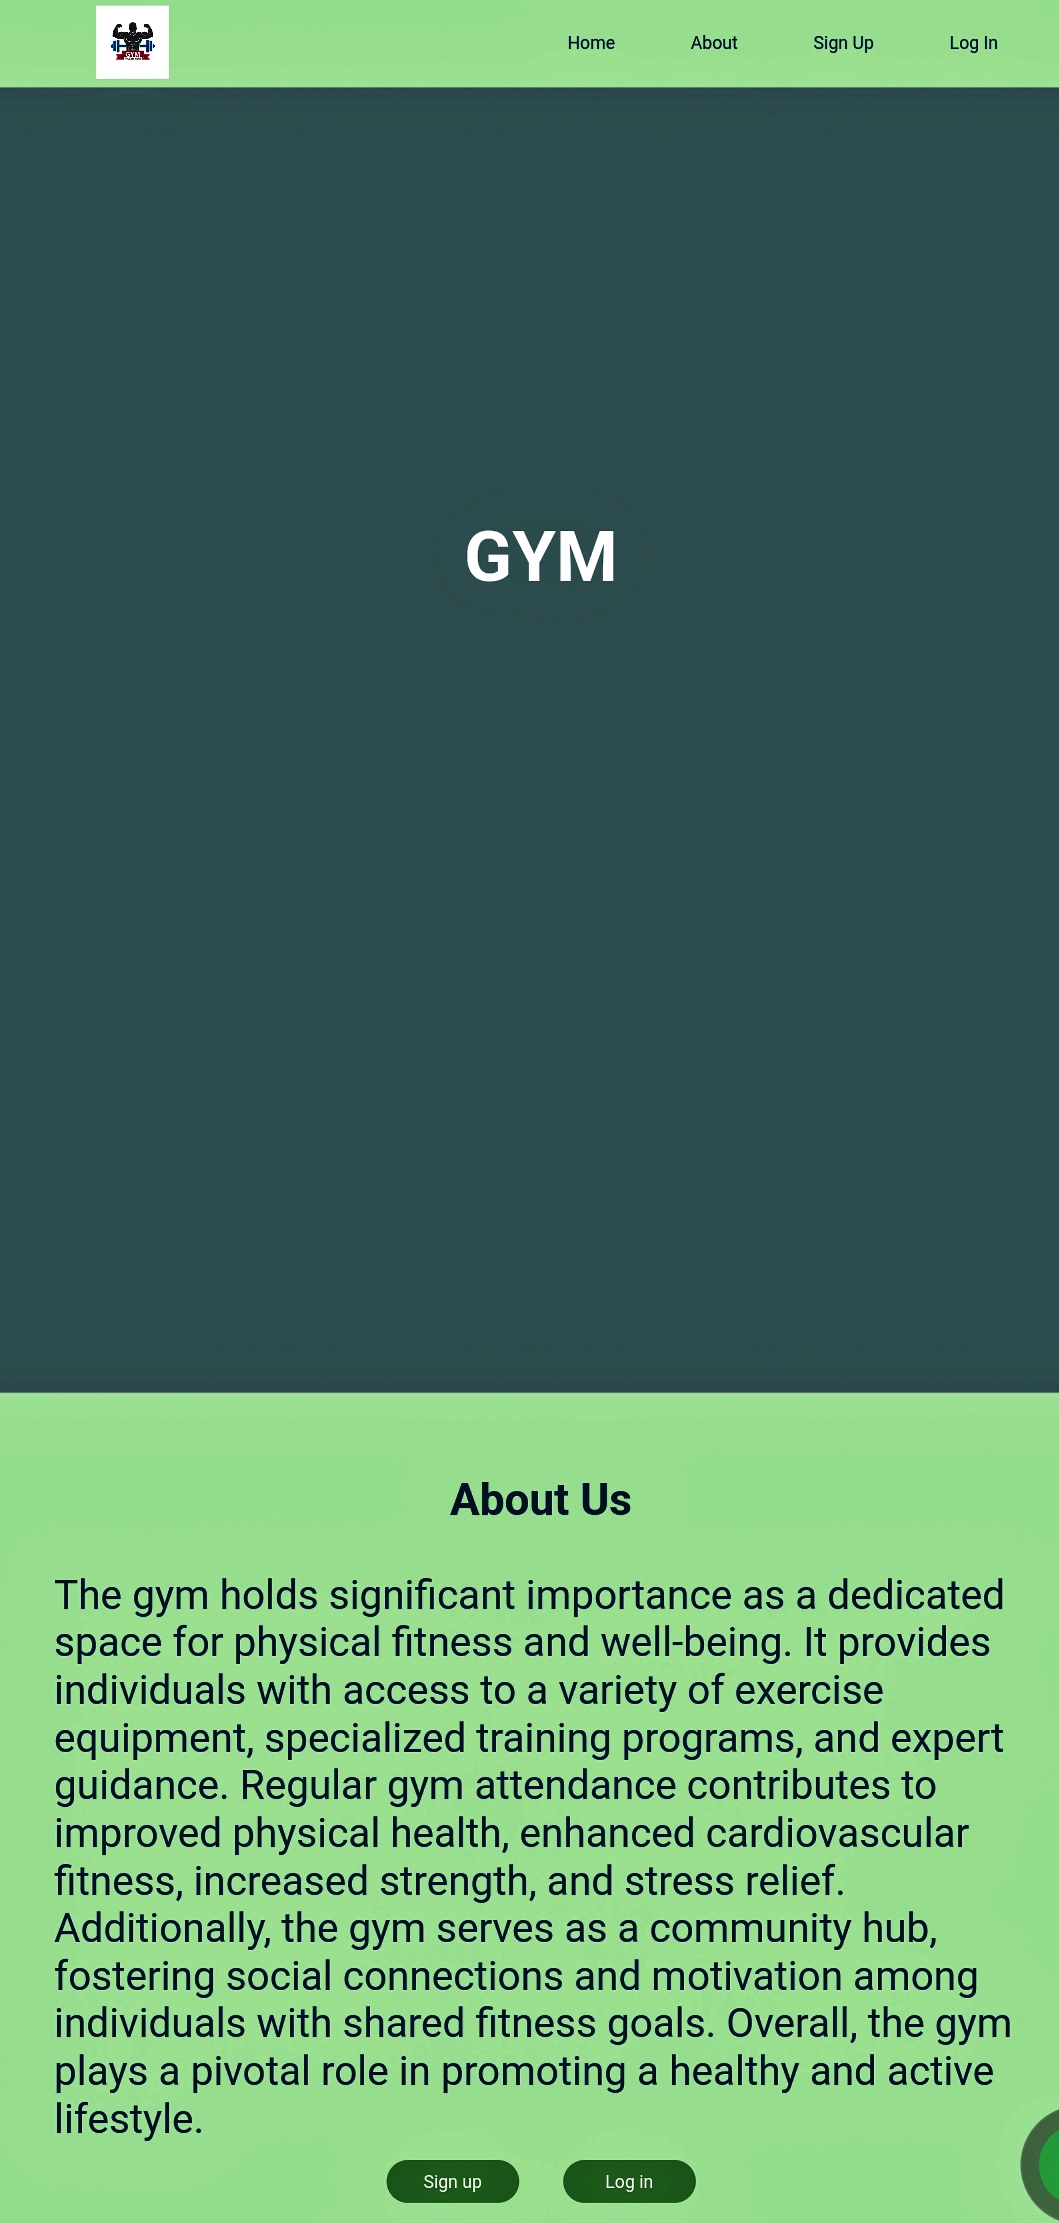 GYM
Home
About
Sign Up
Log In
GYM
About Us
The gym holds significant importance as a dedicated
space for physical fitness and well-being. It provides
individuals with access to a variety of exercise
equipment, specialized training programs, and expert
guidance. Regular gym attendance contributes to
improved physical health, enhanced cardiovascular
fitness, increased strength, and stress relief.
Additionally, the gym serves as a community hub,
fostering social connections and motivation among
individuals with shared fitness goals. Overall, the gym
plays a pivotal role in promoting a healthy and active
lifestyle.
Sign up
Log in